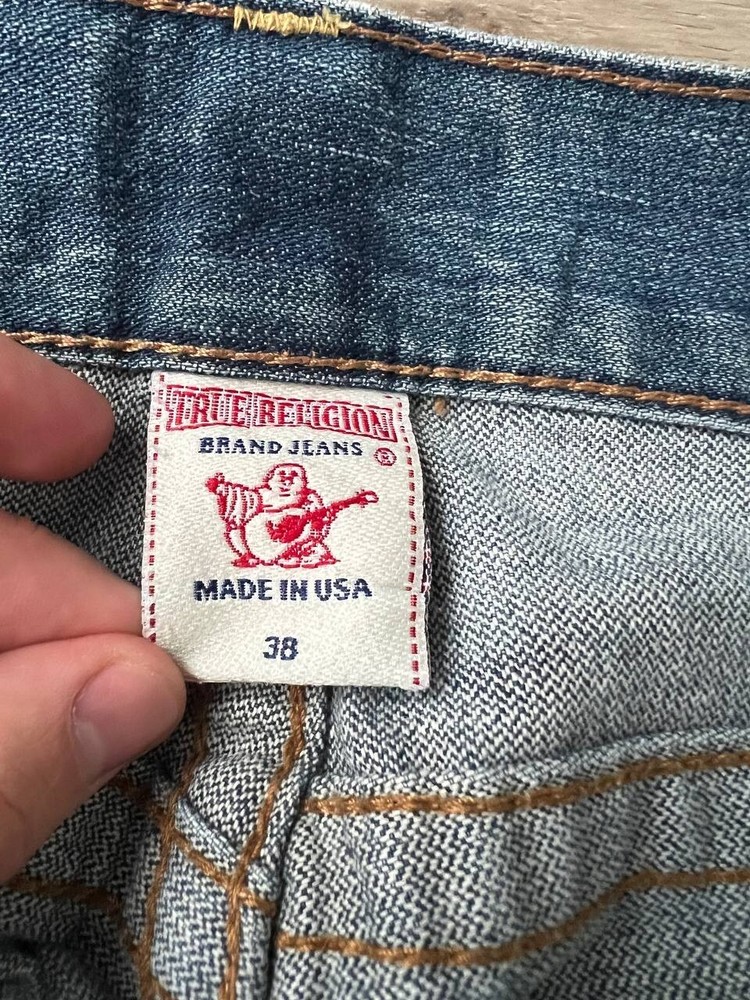 TRUE RELIGION
BRAND JEANS ®
MADE IN USA
38